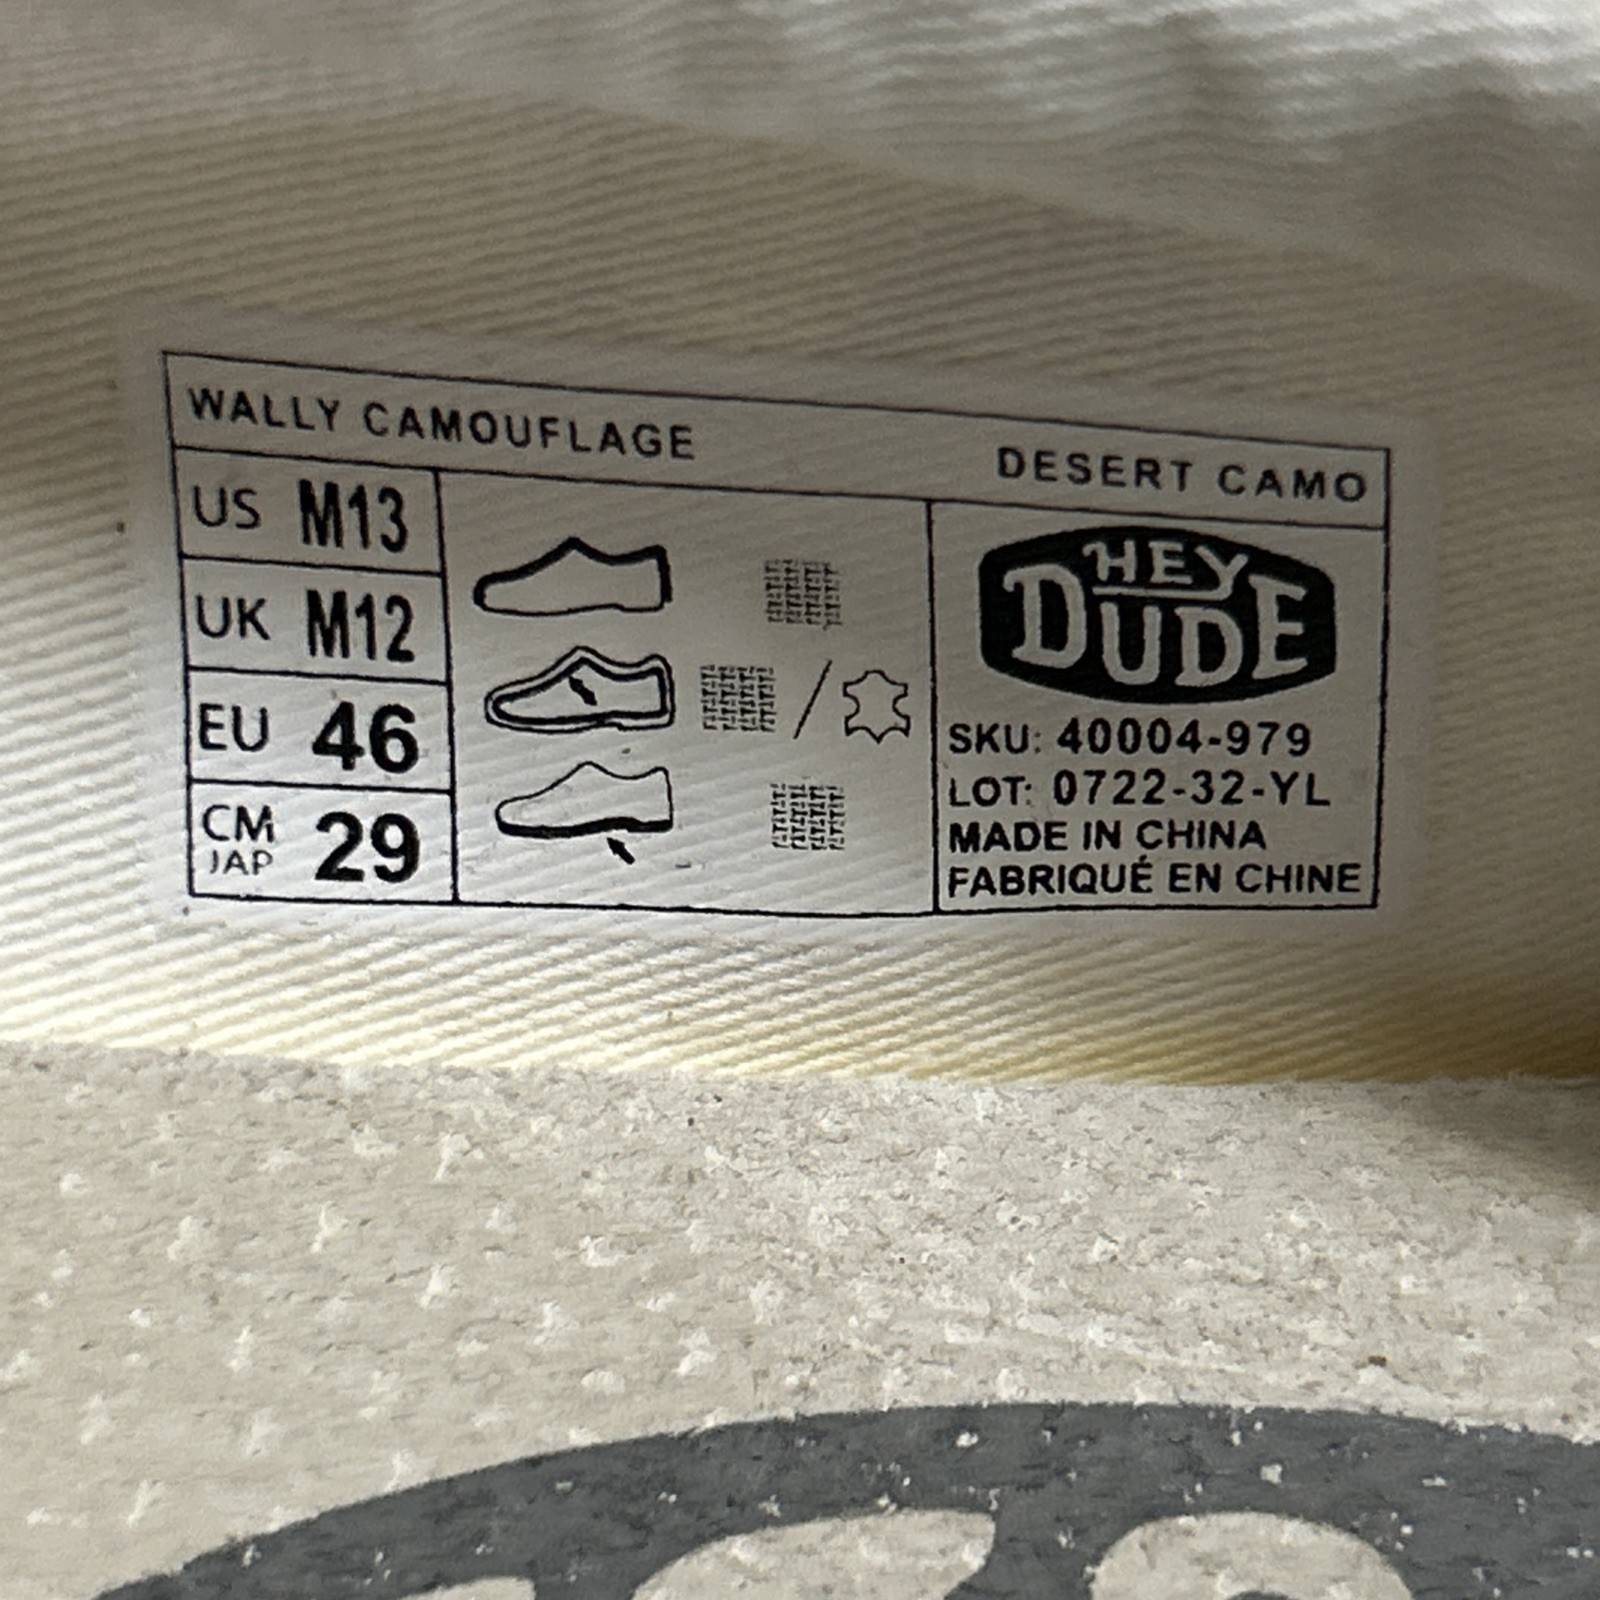 WALLY CAMOUFLAGE DESERT CAMO
US M13
UK M12
EU 46
CM JAP 29
HEY
DUDE
SKU: 40004-979
LOT: 0722-32-YL
MADE IN CHINA
FABRIQUÉ EN CHINE